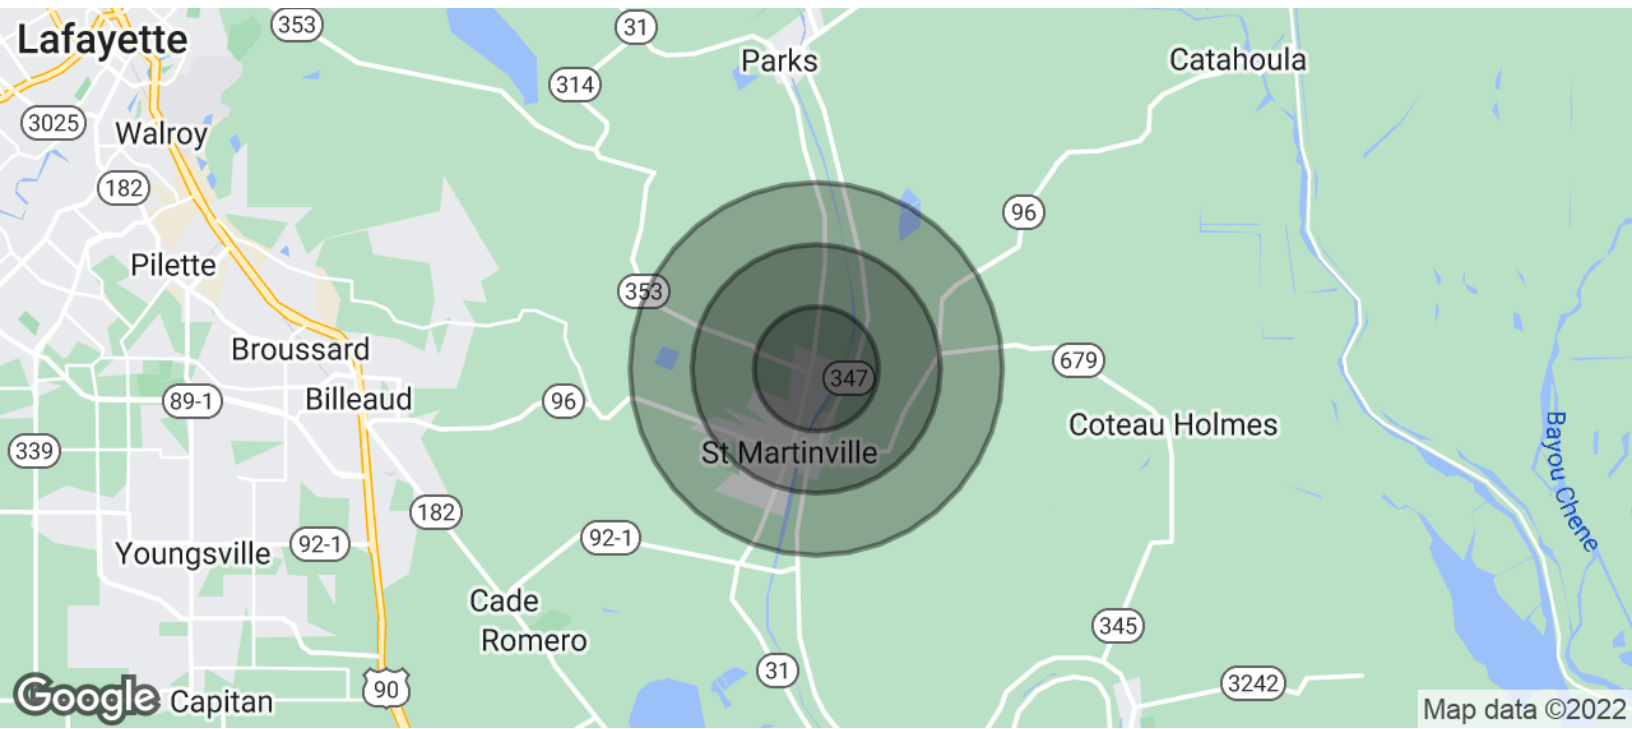 353
31
Lafayette
Parks
Catahoula
314
3025
Walroy
182
96
Pilette
353
Broussard
679
347
Billeaud
89-1
96
Coteau Holmes
339
St Martinville
Bayou Chene
182
92-1
92-1
Youngsville
Cade
345
Romero
31
3242
90
Google
Capitan
Map data ©2022